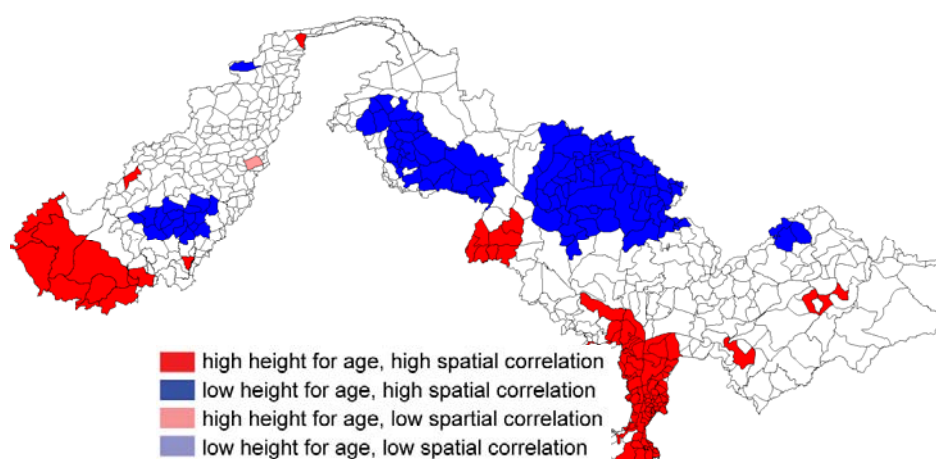 high height for age, high spatial correlation
low height for age, high spatial correlation
high height for age, low spartial correlation
low height for age, low spatial correlation